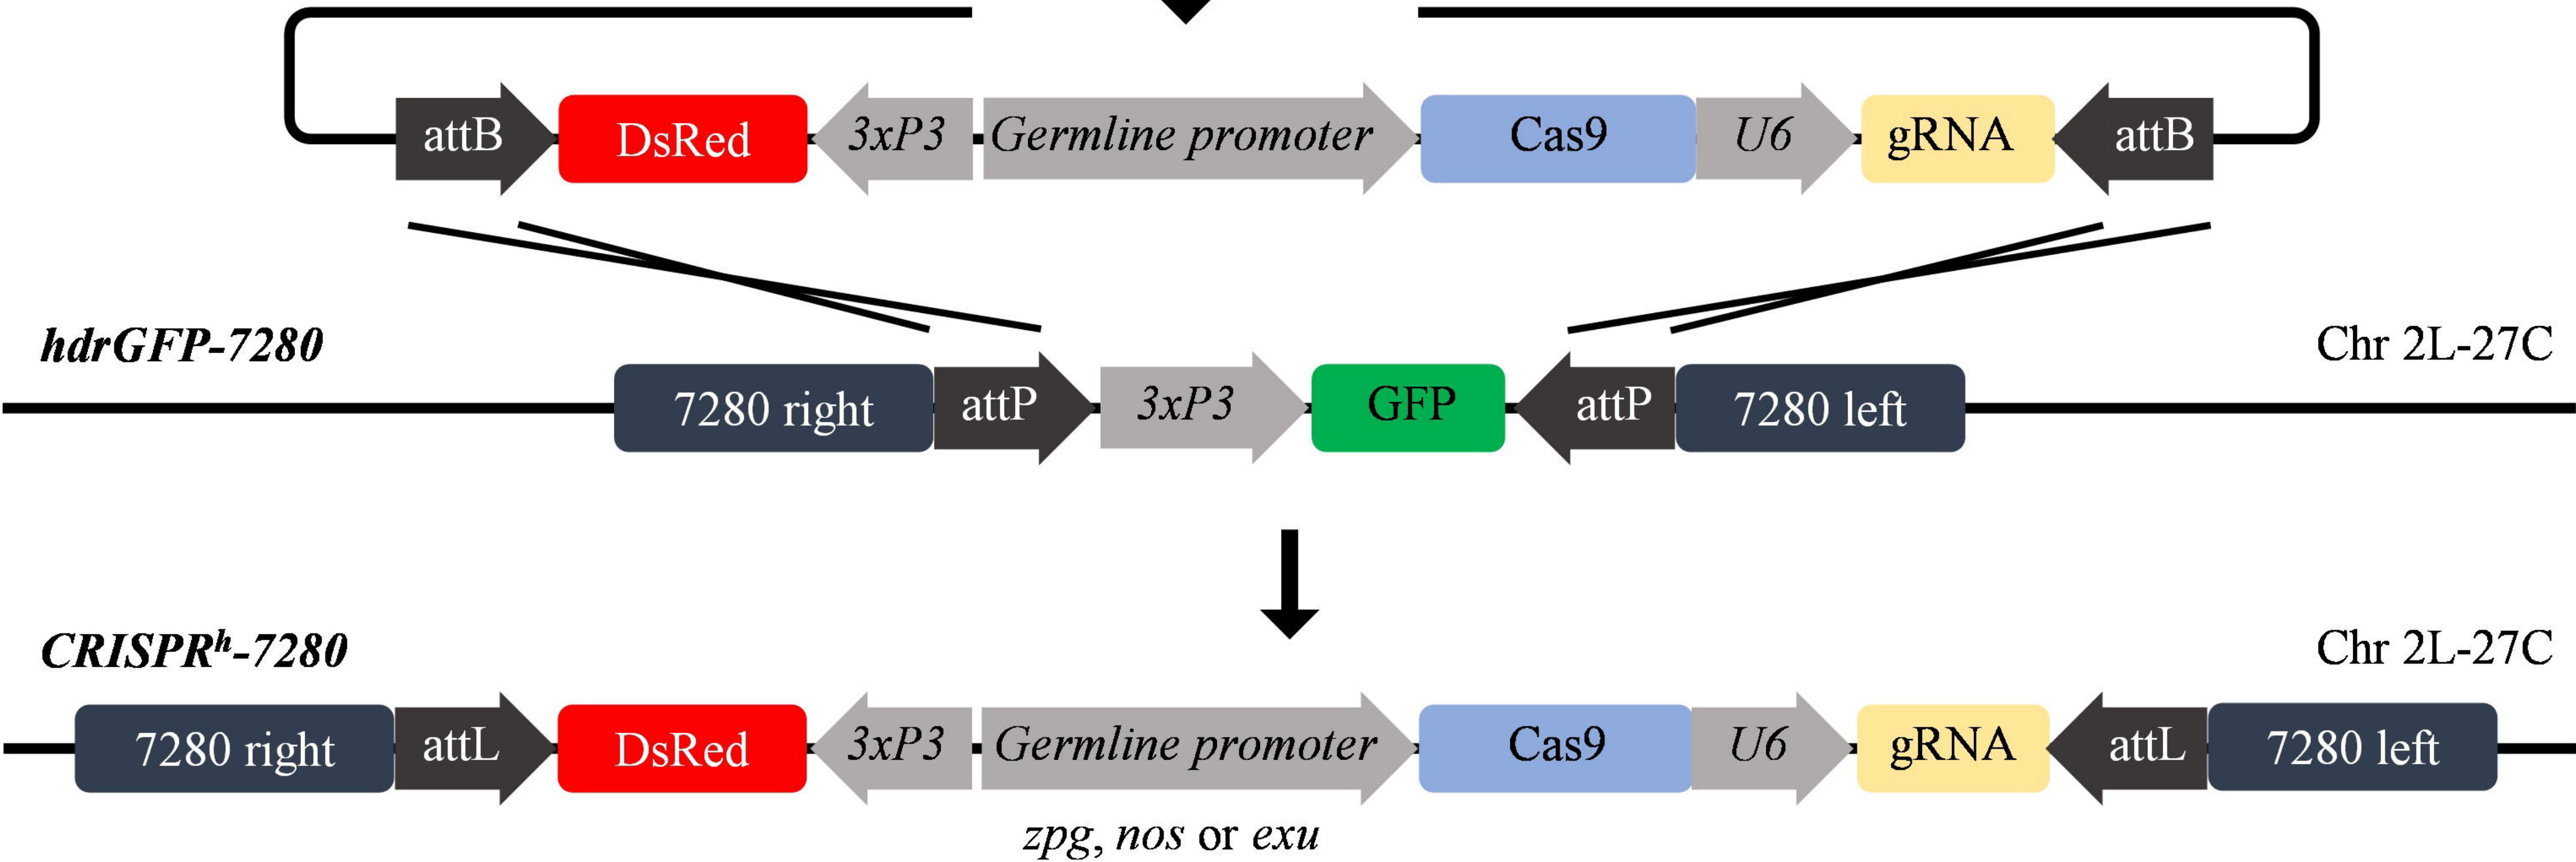 attB DsRed 3xP3 Germline promoter Cas9 U6 gRNA attB
hdrGFP-7280 Chr 2L-27C
7280 right attP 3xP3 GFP attP 7280 left
CRISPRʰ-7280 Chr 2L-27C
7280 right attL DsRed 3xP3 Germline promoter Cas9 U6 gRNA attL 7280 left
zpg, nos or exu